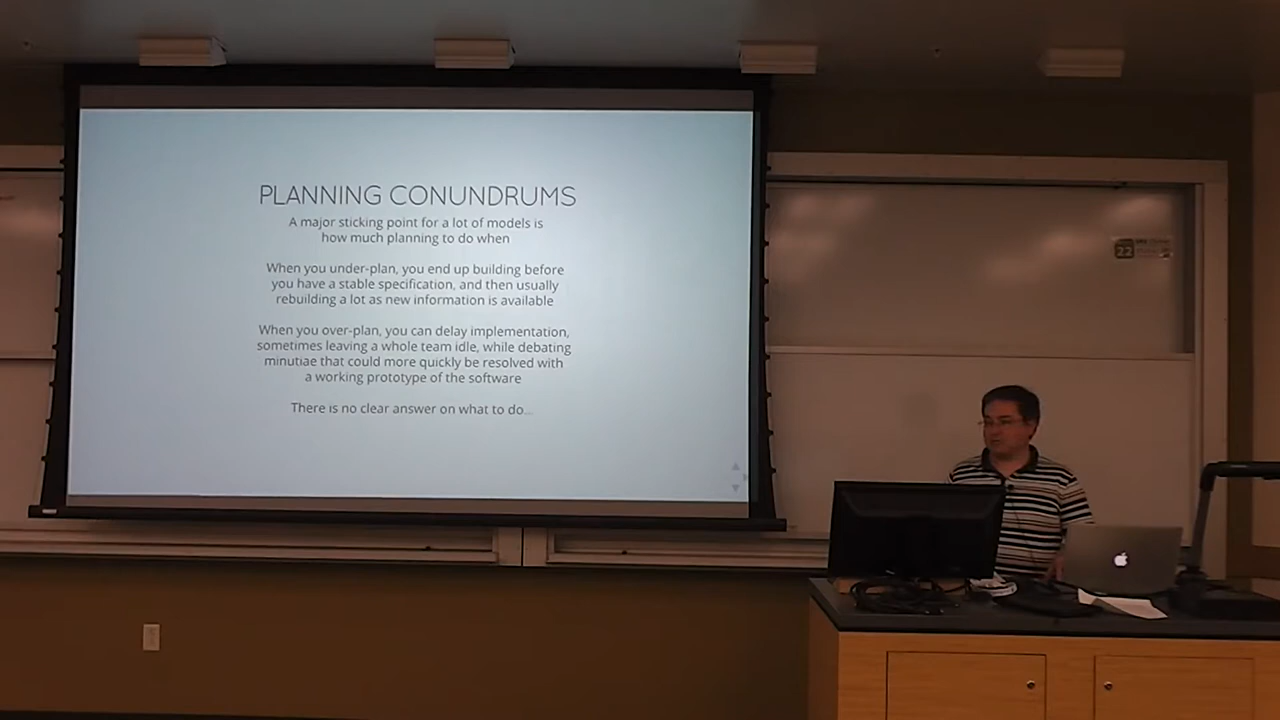 PLANNING CONUNDRUMS
A major sticking point for a lot of models is
how much planning to do when
When you under-plan, you end up building before
you have a stable specification, and then usually
rebuilding a lot as new information is available
When you over-plan, you can delay implementation,
sometimes leaving a whole team idle, while debating
minutiae that could more quickly be resolved with
a working prototype of the software
There is no clear answer on what to do...
22